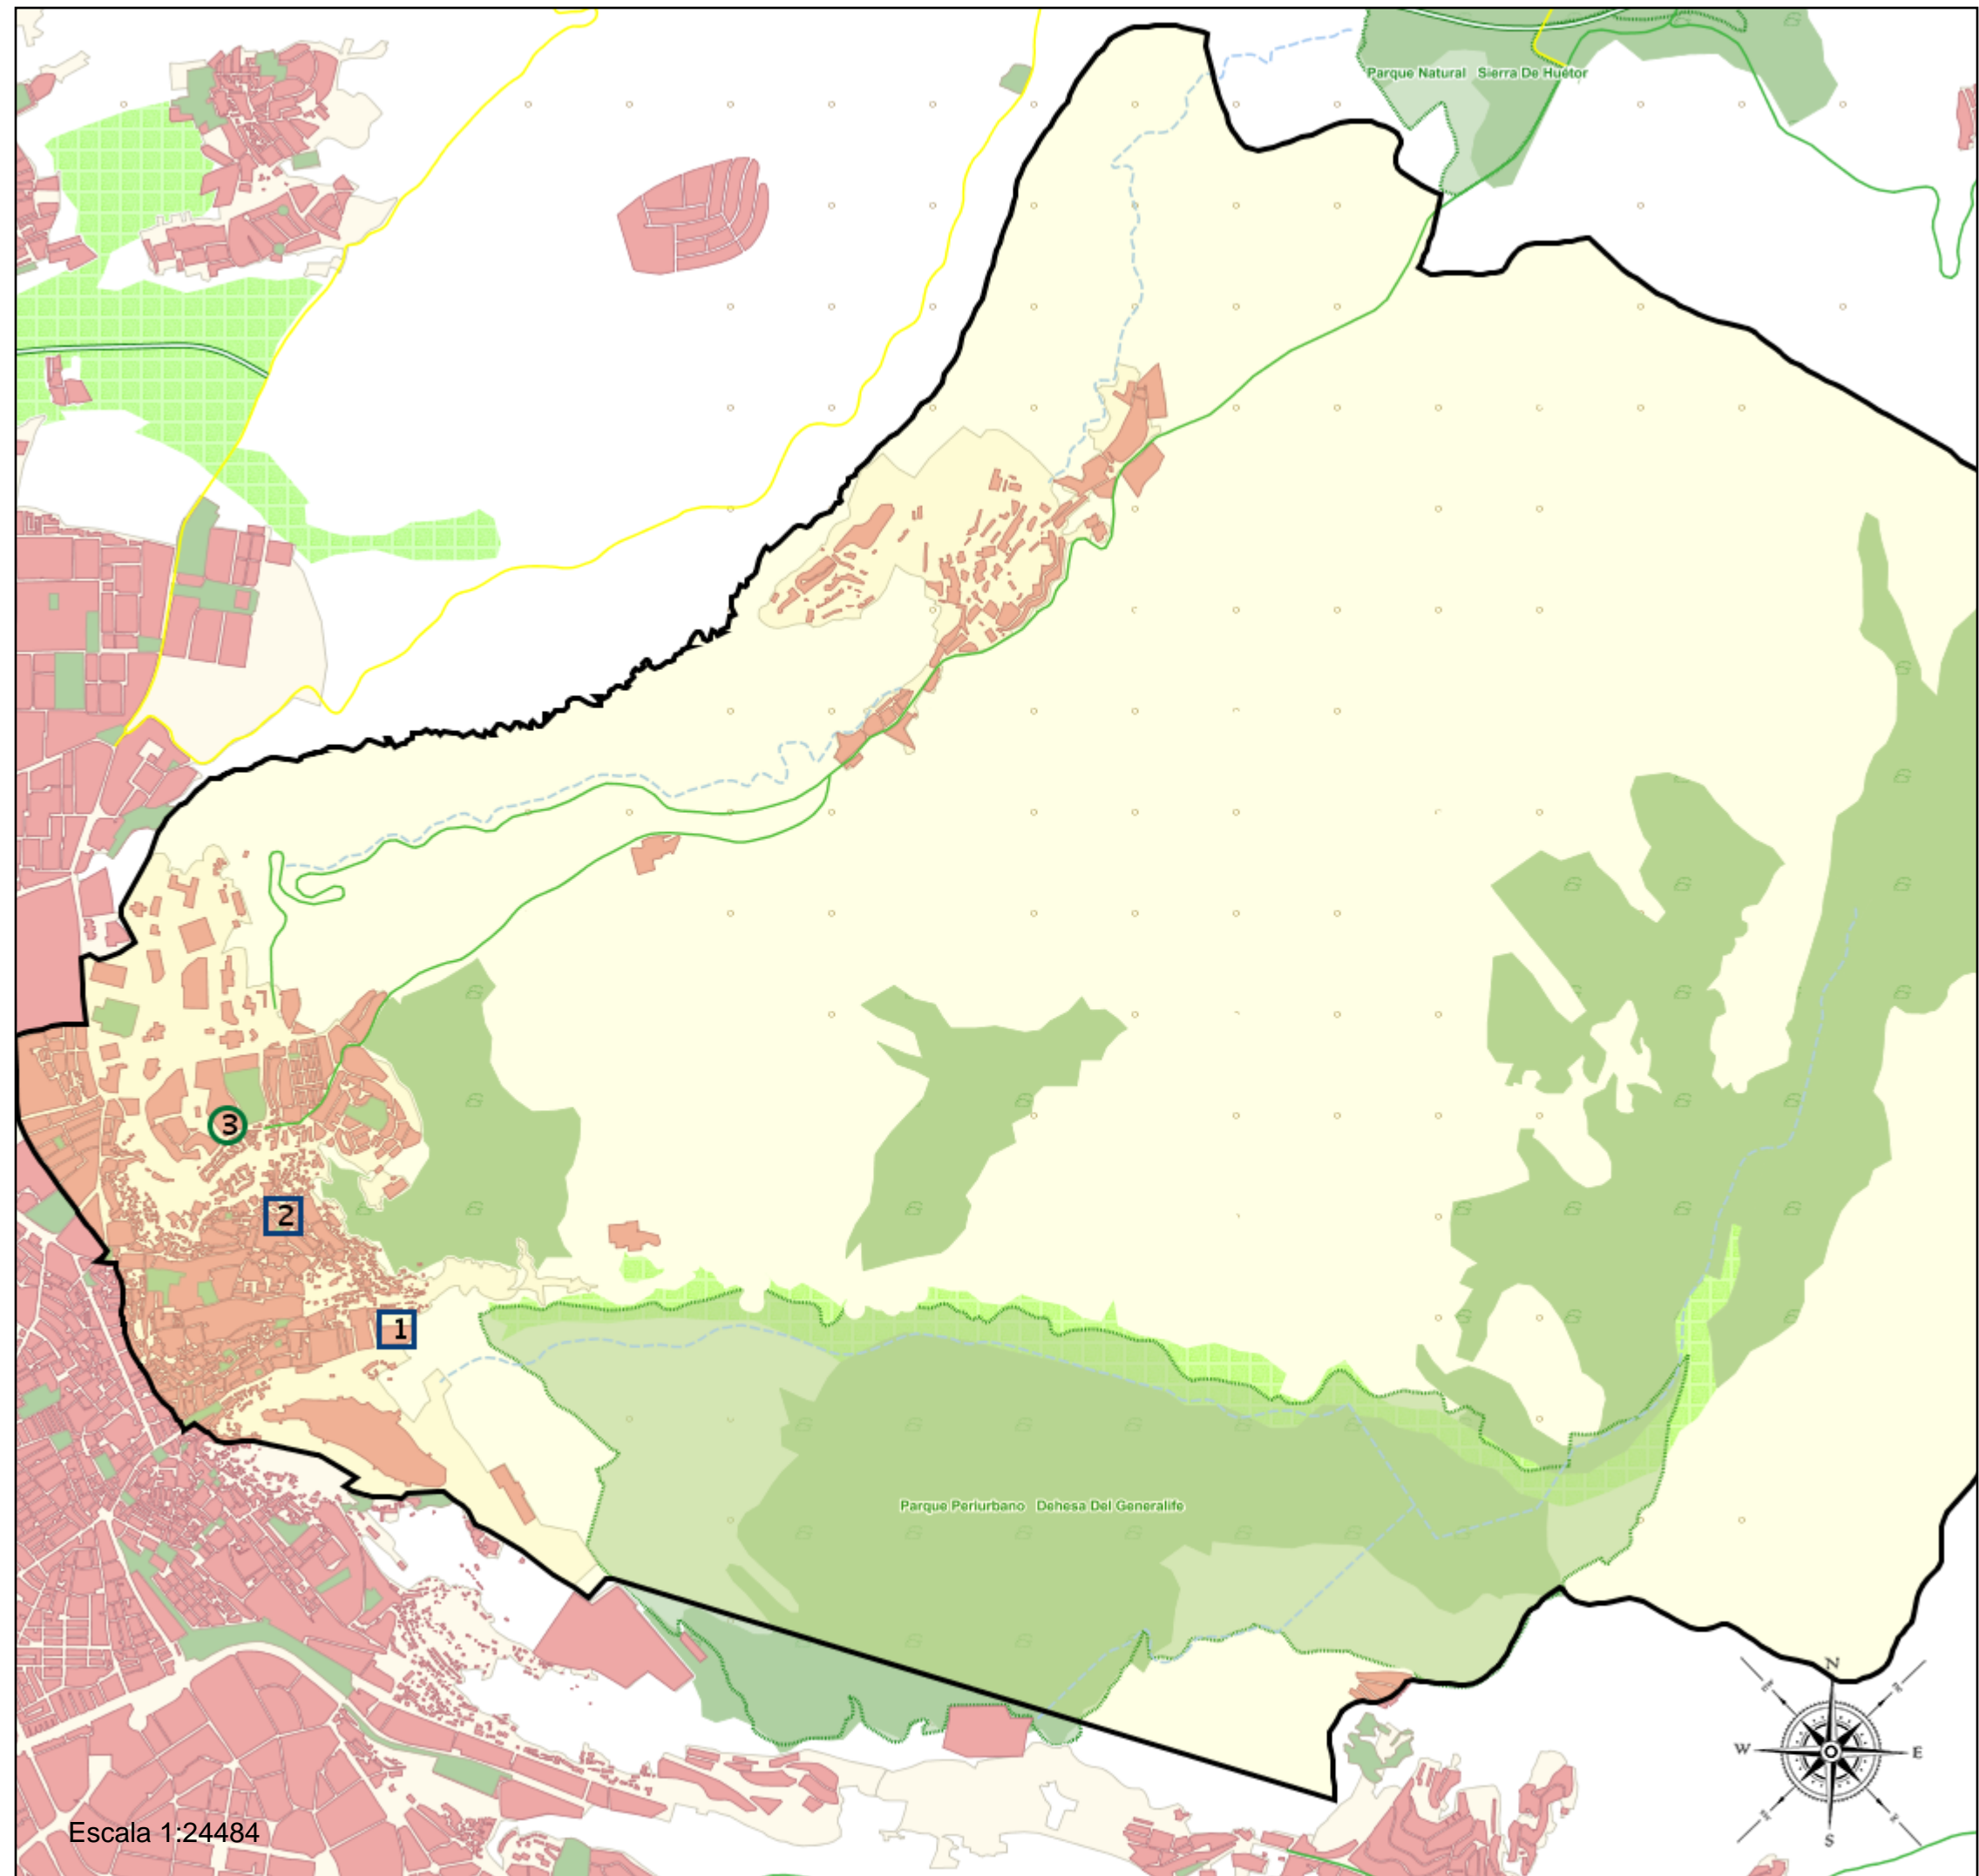 Parque Natural Sierra De Huétor
3
2
1
Parque Periurbano Dehesa Del Generalife
N
W
E
S
Escala 1:24484